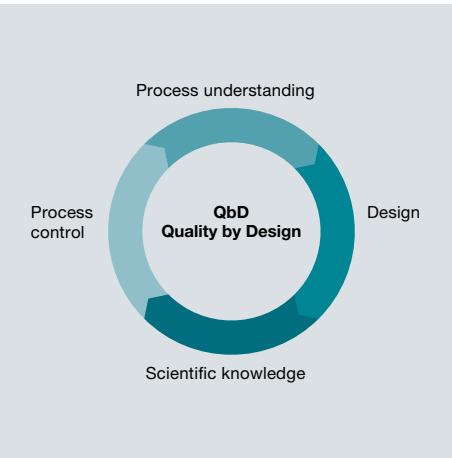 Process understanding
QbD
Quality by Design
Process
control
Design
Scientific knowledge